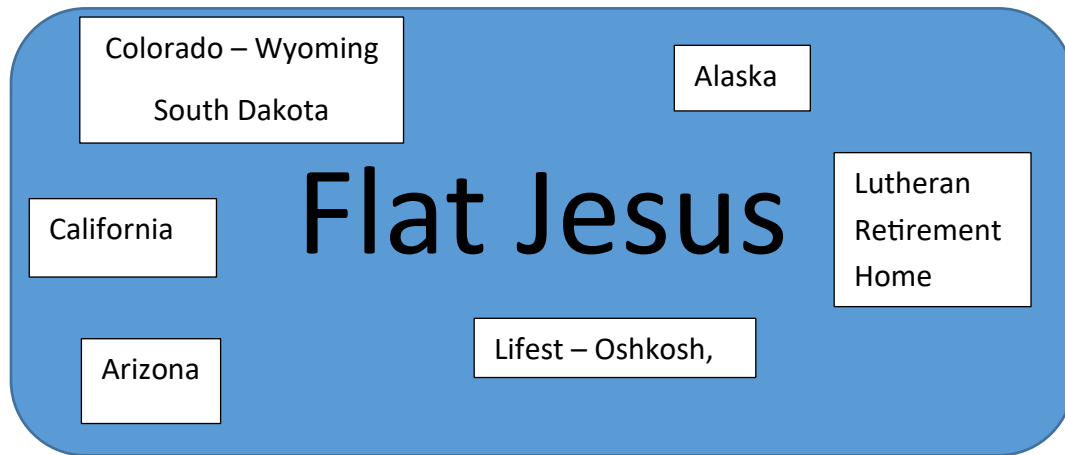 Colorado – Wyoming
South Dakota
Alaska
Flat Jesus
Lutheran
Retirement
Home
California
Lifest – Oshkosh,
Arizona